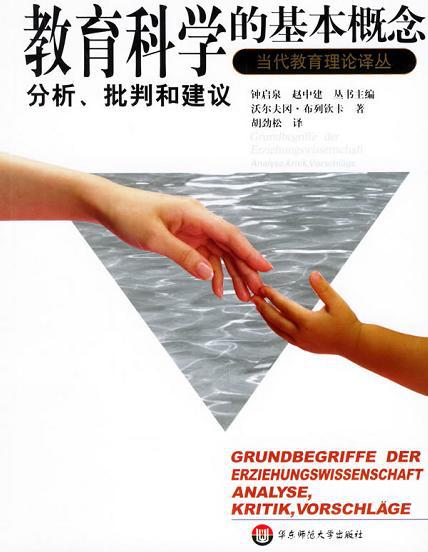 教育科学的基本概念
当代教育理论译丛
分析、批判和建议
钟启泉 赵中建 丛书主编
沃尔夫冈·布列钦卡 著
胡劲松 译
Grundbegriffe der
Erziehungswissenschaft
Analyse, Kritik, Vorschläge
GRUNDBEGRIFFE DER
ERZIEHUNGSWISSENSCHAFT
ANALYSE,
KRITIK, VORSCHLÄGE
华东师范大学出版社